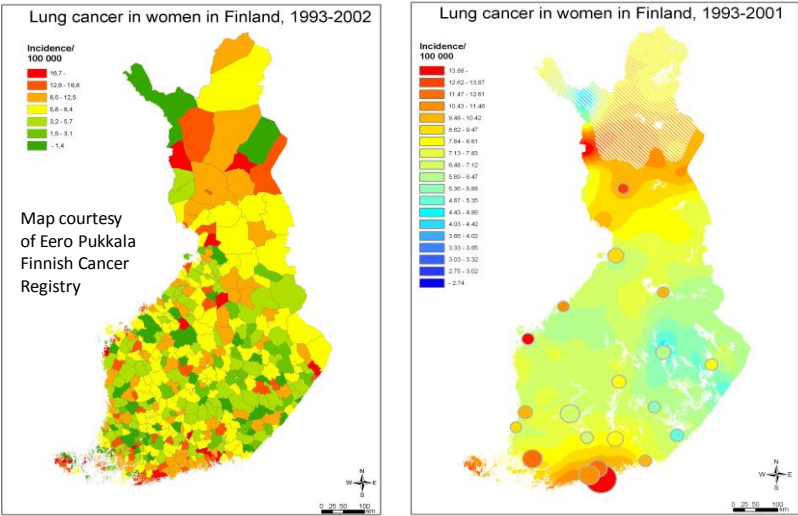 Lung cancer in women in Finland, 1993-2002
Incidence/
100 000
16,7 -
12,6 - 16,6
8,5 - 12,5
5,8 - 8,4
3,2 - 5,7
1,5 - 3,1
- 1,4
Map courtesy
of Eero Pukkala
Finnish Cancer
Registry
N
W E
S
0 25 50 100
km
Lung cancer in women in Finland, 1993-2001
Incidence/
100 000
13.88 -
12.62 - 13.87
11.47 - 12.61
10.43 - 11.46
9.48 - 10.42
8.62 - 9.47
7.84 - 8.61
7.13 - 7.83
6.48 - 7.12
5.89 - 6.47
5.36 - 5.88
4.87 - 5.35
4.43 - 4.86
4.03 - 4.42
3.66 - 4.02
3.33 - 3.65
3.03 - 3.32
2.75 - 3.02
- 2.74
N
W E
S
0 25 50 100
km